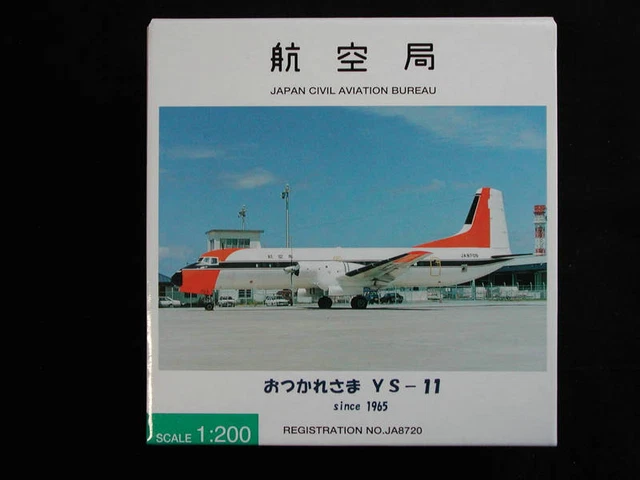 航空局
JAPAN CIVIL AVIATION BUREAU
おつかれさま YS-11
since 1965
SCALE 1:200
REGISTRATION NO.JA8720